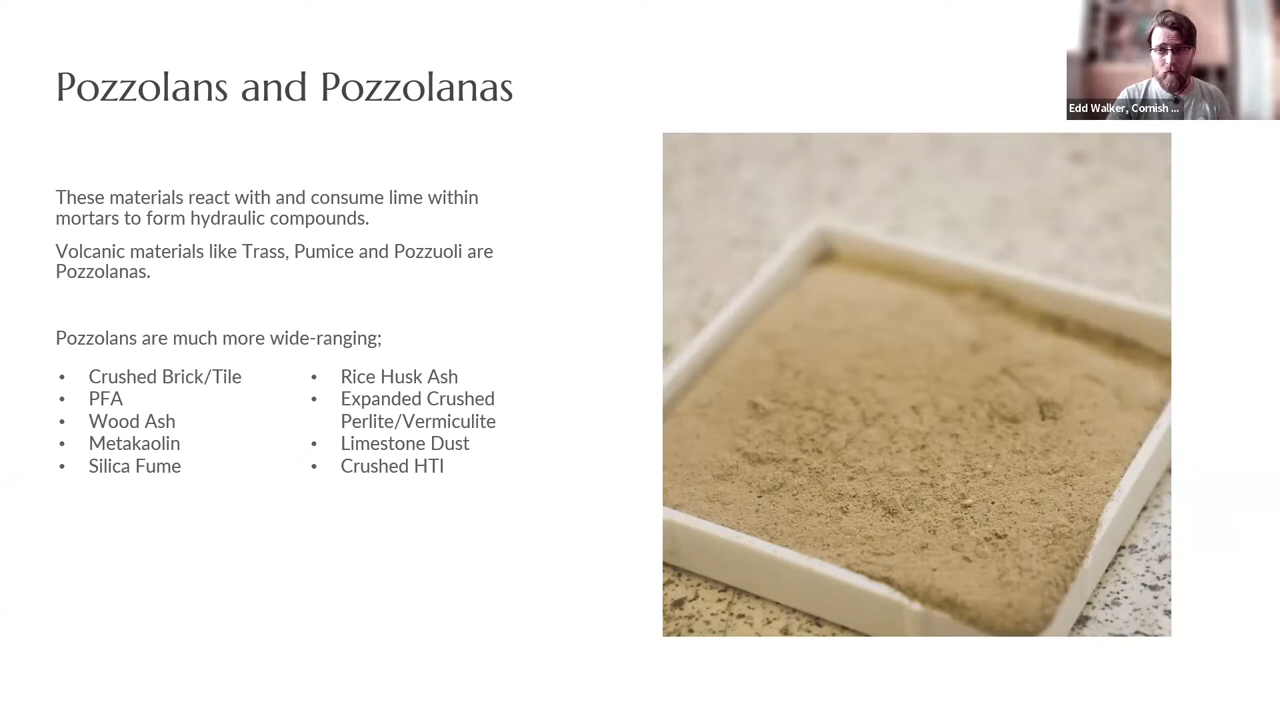 Pozzolans and Pozzolanas
Edd Walker, Cornish ...
These materials react with and consume lime within
mortars to form hydraulic compounds.
Volcanic materials like Trass, Pumice and Pozzuoli are
Pozzolanas.
Pozzolans are much more wide-ranging;
• Crushed Brick/Tile
• PFA
• Wood Ash
• Metakaolin
• Silica Fume
• Rice Husk Ash
• Expanded Crushed
Perlite/Vermiculite
• Limestone Dust
• Crushed HTI